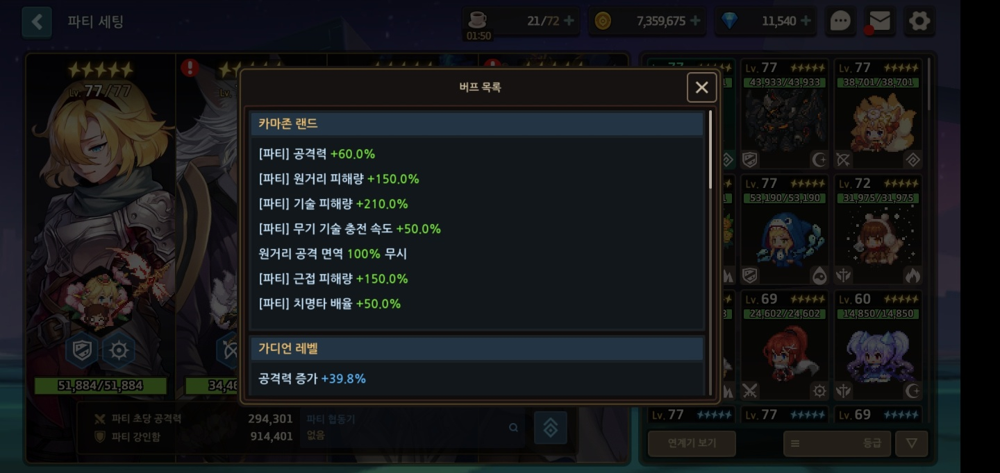 파티 세팅
01:50
21/72
7,359,675
11,540
Lv. 77/77
51,884/51,884
34,46
버프 목록
카마존 랜드
[파티] 공격력 +60.0%
[파티] 원거리 피해량 +150.0%
[파티] 기술 피해량 +210.0%
[파티] 무기 기술 충전 속도 +50.0%
원거리 공격 면역 100% 무시
[파티] 근접 피해량 +150.0%
[파티] 치명타 배율 +50.0%
가디언 레벨
공격력 증가 +39.8%
파티 초당 공격력 294,301
파티 강인함 914,401
파티 협동기
없음
Lv. 77
43,933/43,933
Lv. 77
38,701/38,701
Lv. 77
53,190/53,190
Lv. 72
31,975/31,975
Lv. 69
24,602/24,602
Lv. 60
14,850/14,850
Lv. 77
Lv. 77
Lv. 69
연계기 보기
등급